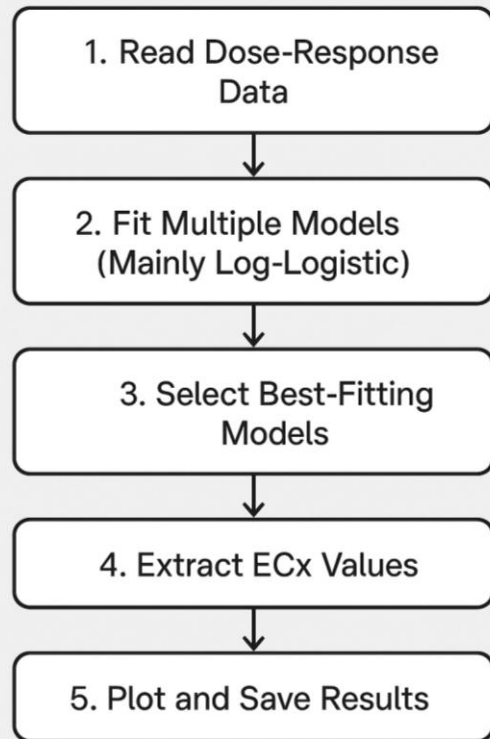 1. Read Dose-Response
Data
2. Fit Multiple Models
(Mainly Log-Logistic)
3. Select Best-Fitting
Models
4. Extract ECx Values
5. Plot and Save Results